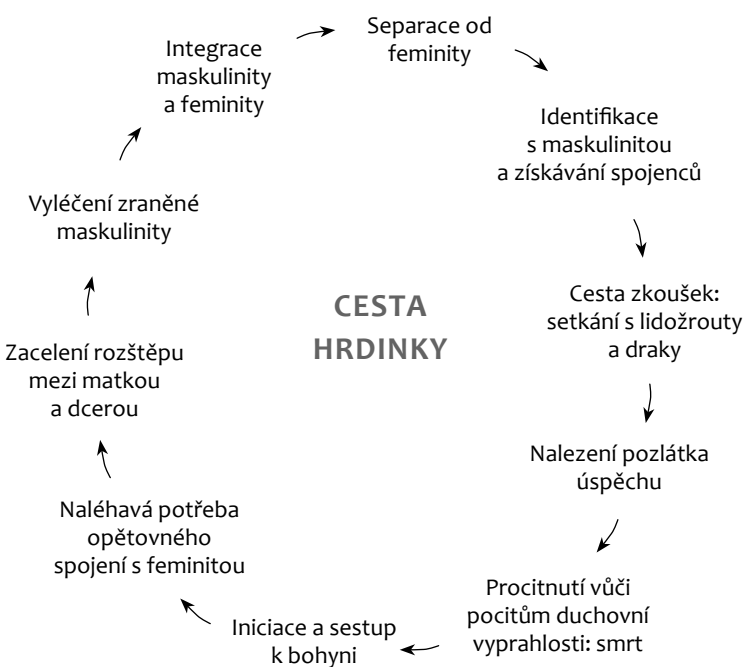 Separace od
feminity
Identifikace
s maskulinitou
a získávání spojenců
Cesta zkoušek:
setkání s lidožrouty
a draky
Nalezení pozlátka
úspěchu
Procitnutí vůči
pocitům duchovní
vyprahlosti: smrt
Iniciace a sestup
k bohyni
Naléhavá potřeba
opětovného
spojení s feminitou
Zacelení rozštěpu
mezi matkou
a dcerou
Vyléčení zraněné
maskulinity
Integrace
maskulinity
a feminity
CESTA
HRDINKY